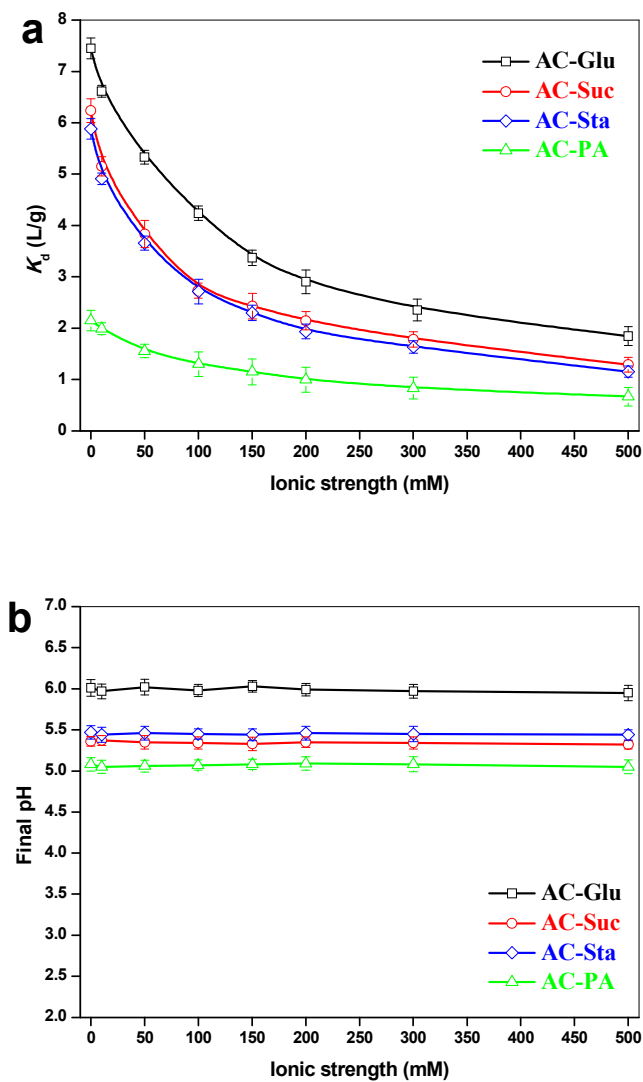 a
8
7
6
5
4
3
2
1
0
K_d (L/g)
AC-Glu
AC-Suc
AC-Sta
AC-PA
0 50 100 150 200 250 300 350 400 450 500
Ionic strength (mM)
b
7.0
6.5
6.0
5.5
5.0
4.5
4.0
3.5
3.0
2.5
2.0
Final pH
AC-Glu
AC-Suc
AC-Sta
AC-PA
0 50 100 150 200 250 300 350 400 450 500
Ionic strength (mM)